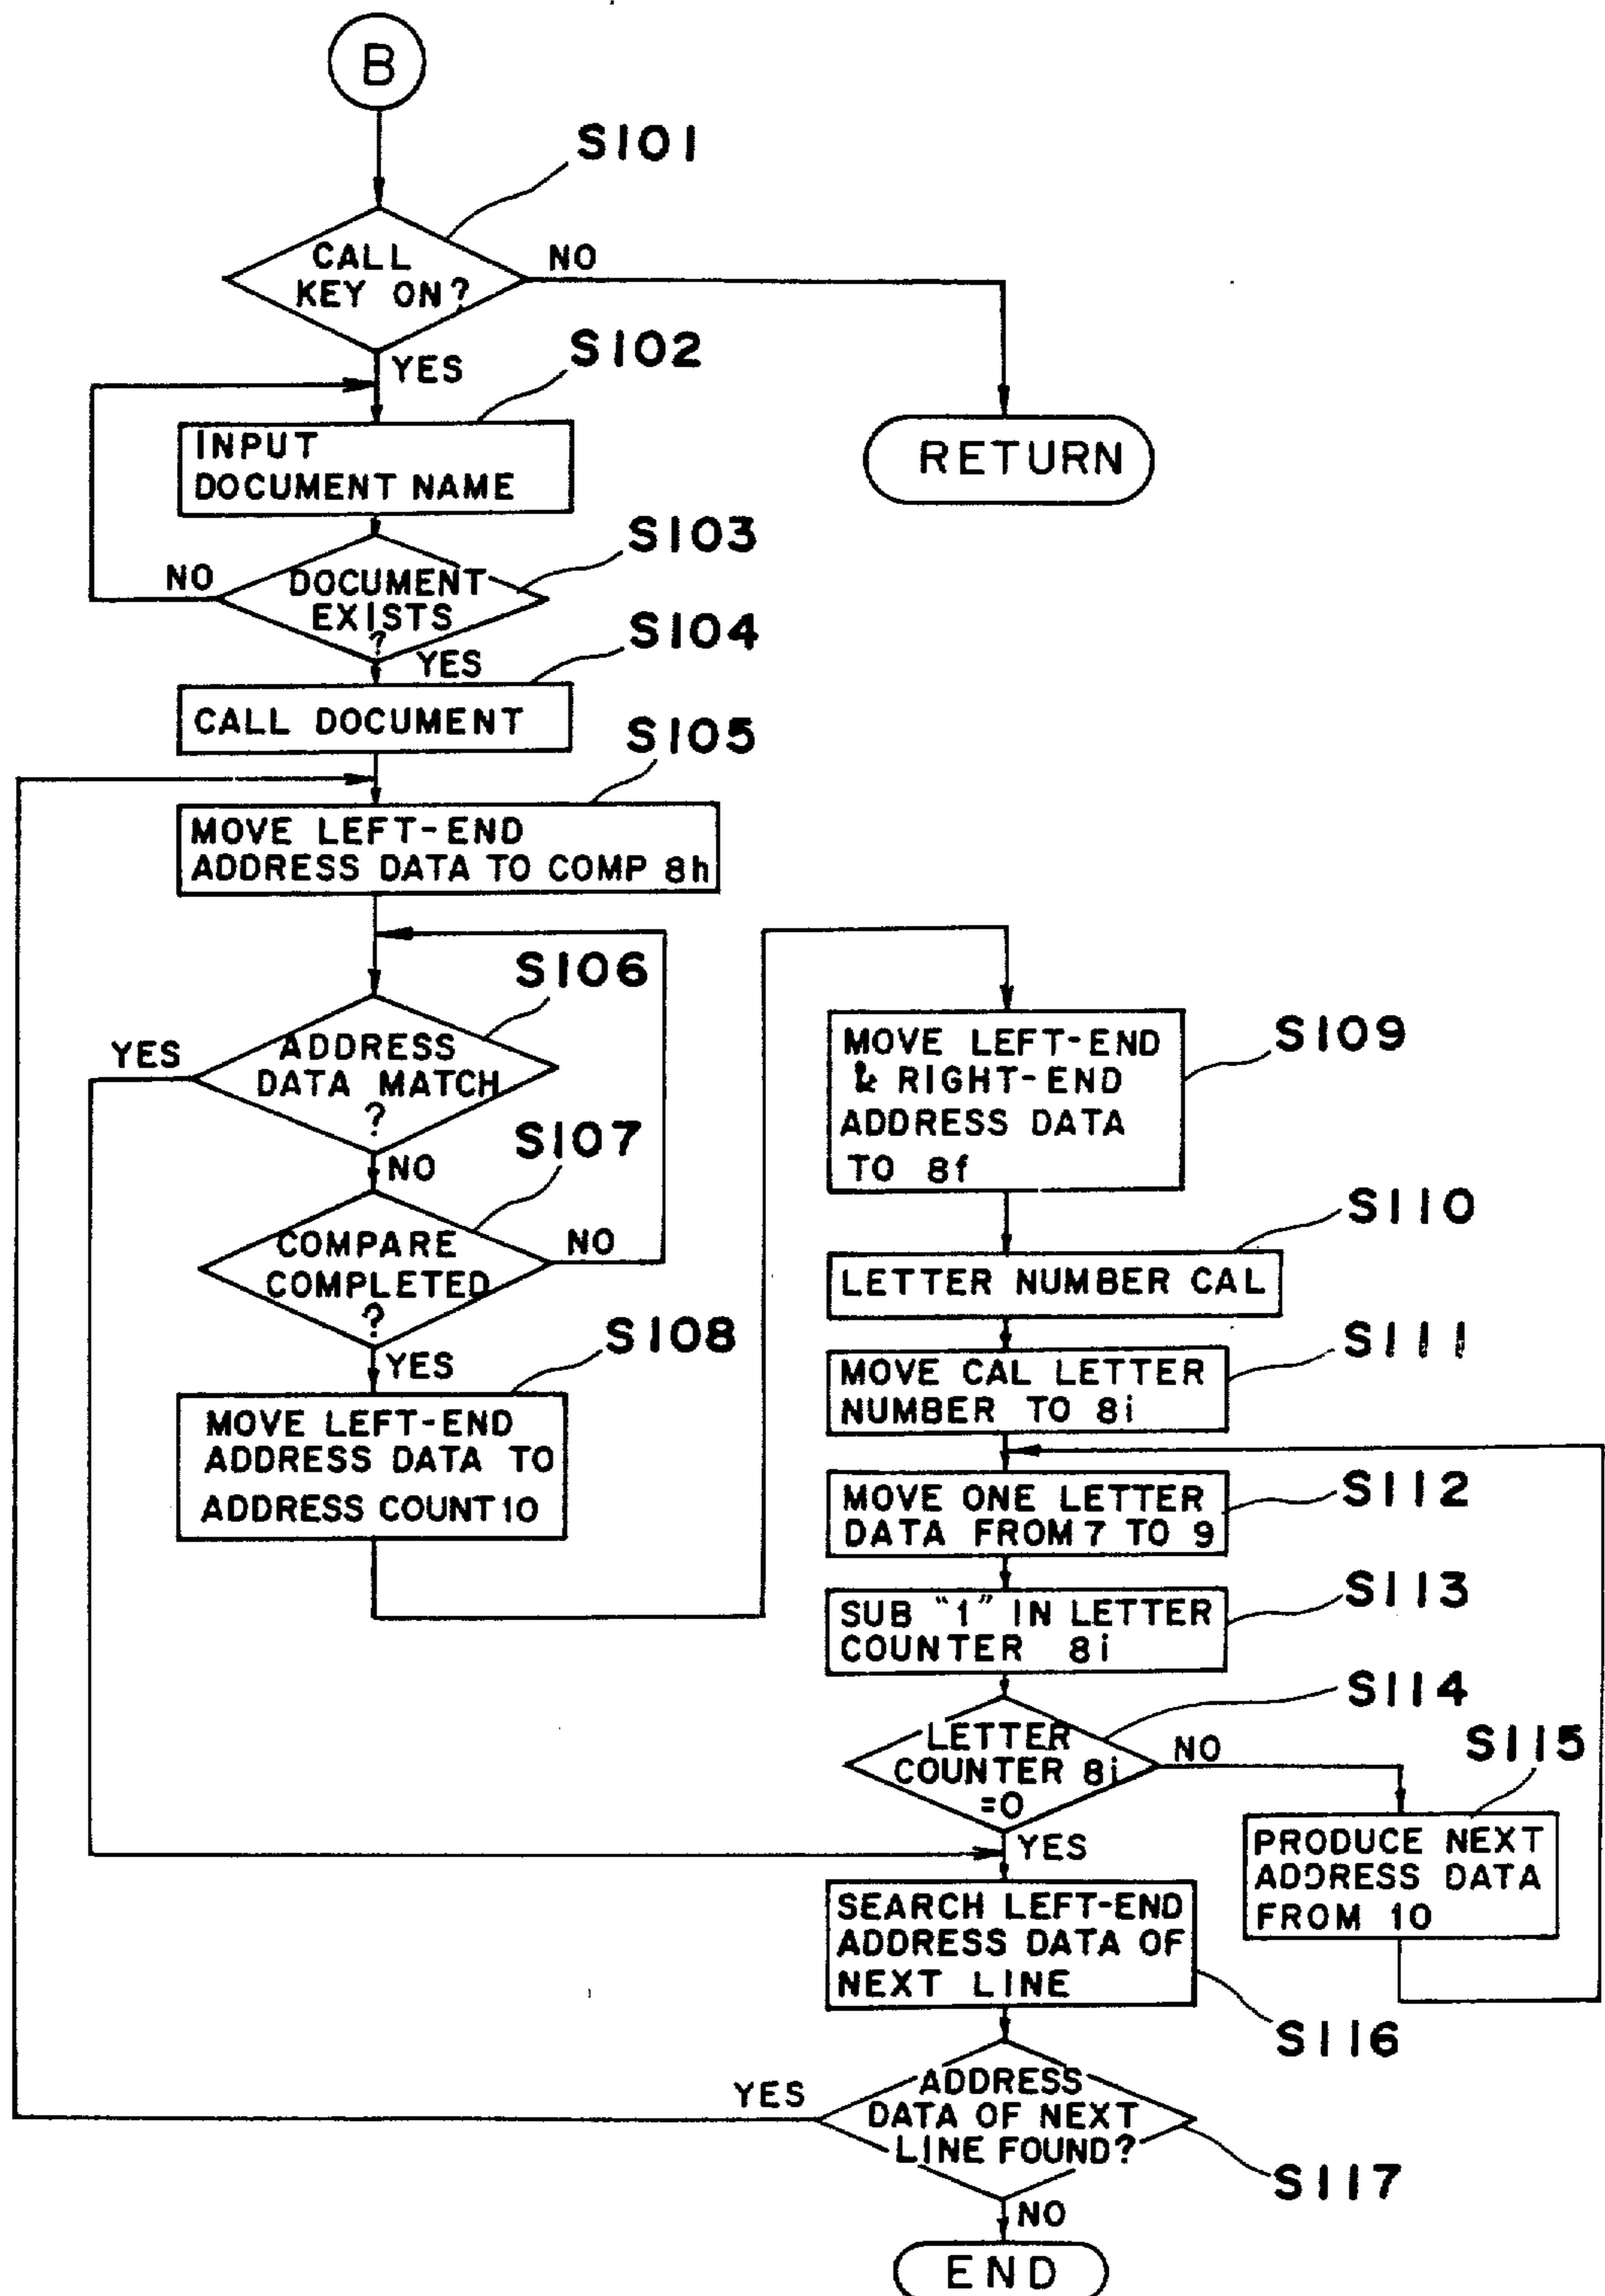 B
S101
CALL
KEY ON?
NO
YES
S102
INPUT
DOCUMENT NAME
RETURN
S103
NO
DOCUMENT
EXISTS
?
YES
S104
CALL DOCUMENT
S105
MOVE LEFT-END
ADDRESS DATA TO COMP 8h
S106
YES
ADDRESS
DATA MATCH
?
NO
S107
COMPARE
COMPLETED
?
NO
YES
S108
MOVE LEFT-END
ADDRESS DATA TO
ADDRESS COUNT 10
S109
MOVE LEFT-END
& RIGHT-END
ADDRESS DATA
TO 8f
S110
LETTER NUMBER CAL
S111
MOVE CAL LETTER
NUMBER TO 8i
S112
MOVE ONE LETTER
DATA FROM 7 TO 9
S113
SUB "1" IN LETTER
COUNTER 8i
S114
LETTER
COUNTER 8i
=0
NO
YES
S115
PRODUCE NEXT
ADDRESS DATA
FROM 10
SEARCH LEFT-END
ADDRESS DATA OF
NEXT LINE
S116
YES
ADDRESS
DATA OF NEXT
LINE FOUND?
S117
NO
END